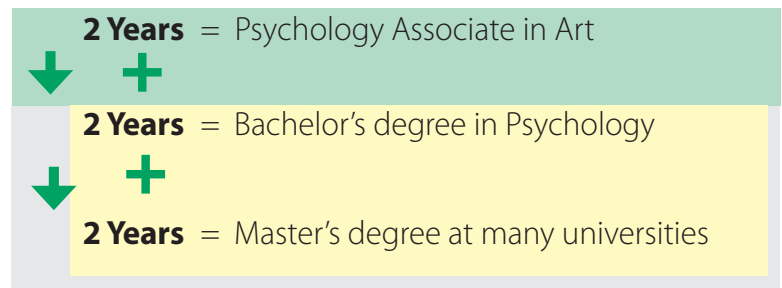 2 Years = Psychology Associate in Art
+
2 Years = Bachelor’s degree in Psychology
+
2 Years = Master’s degree at many universities